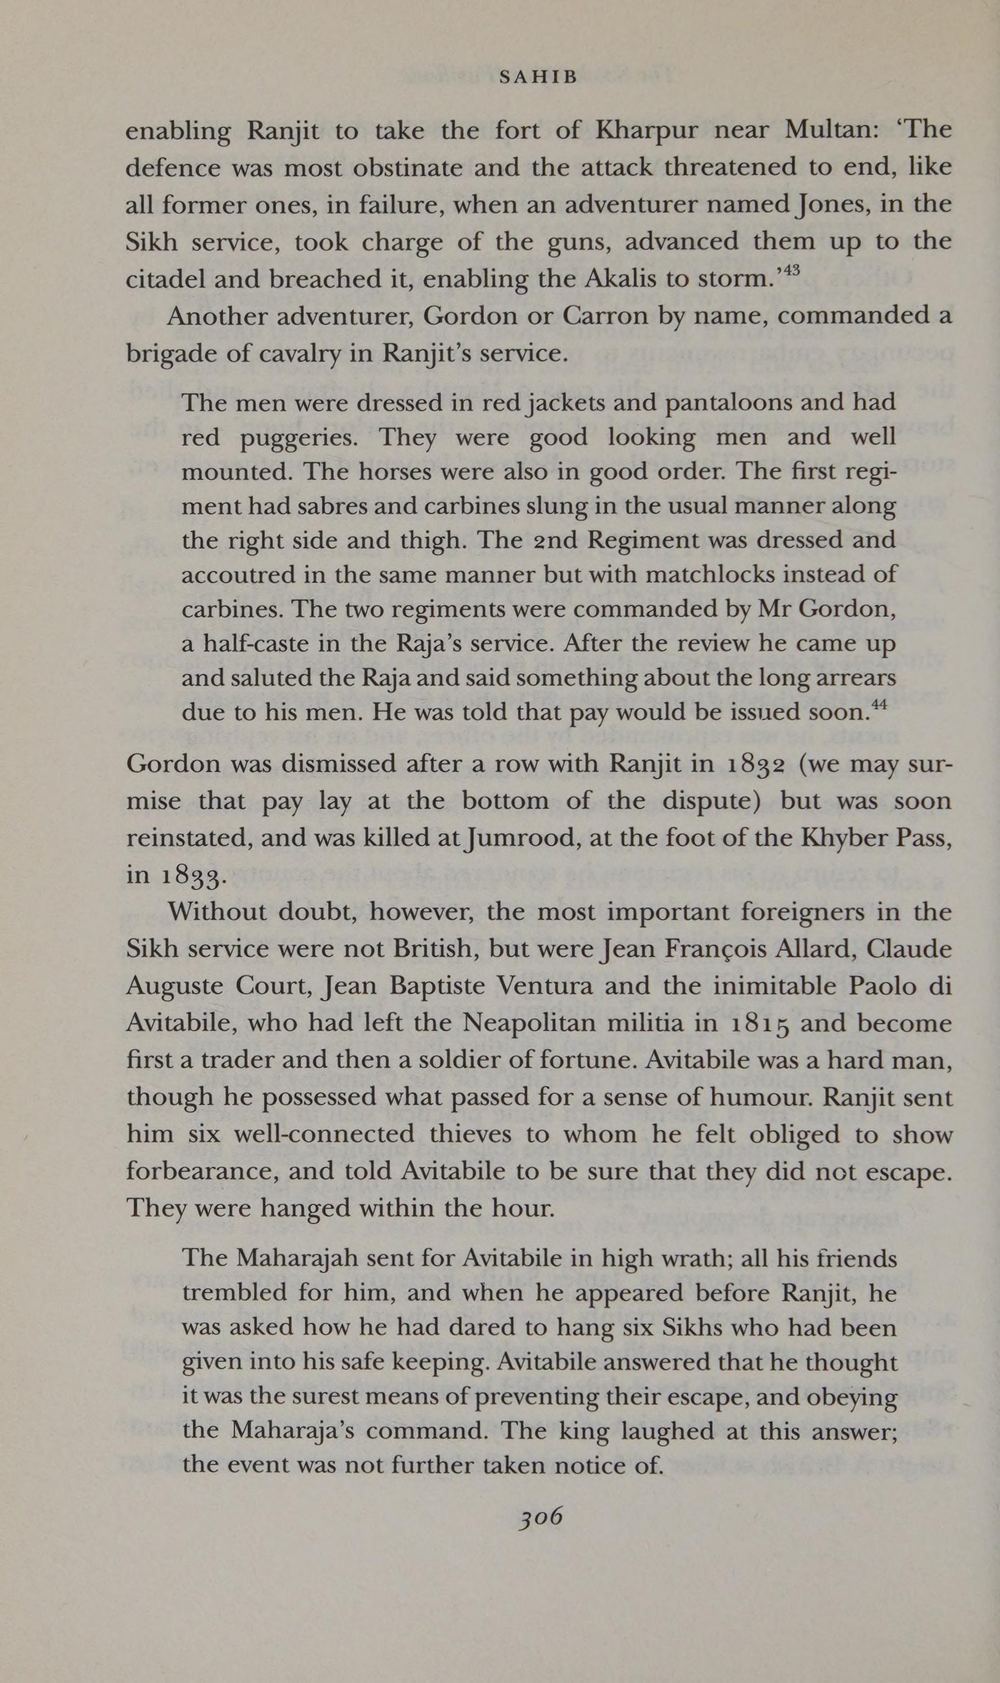 SAHIB
enabling Ranjit to take the fort of Kharpur near Multan: ‘The
defence was most obstinate and the attack threatened to end, like
all former ones, in failure, when an adventurer named Jones, in the
Sikh service, took charge of the guns, advanced them up to the
citadel and breached it, enabling the Akalis to storm.’43
Another adventurer, Gordon or Carron by name, commanded a
brigade of cavalry in Ranjit’s service.
The men were dressed in red jackets and pantaloons and had
red puggeries. They were good looking men and well
mounted. The horses were also in good order. The first regi-
ment had sabres and carbines slung in the usual manner along
the right side and thigh. The 2nd Regiment was dressed and
accoutred in the same manner but with matchlocks instead of
carbines. The two regiments were commanded by Mr Gordon,
a half-caste in the Raja’s service. After the review he came up
and saluted the Raja and said something about the long arrears
due to his men. He was told that pay would be issued soon.44
Gordon was dismissed after a row with Ranjit in 1832 (we may sur-
mise that pay lay at the bottom of the dispute) but was soon
reinstated, and was killed at Jumrood, at the foot of the Khyber Pass,
in 1833.
Without doubt, however, the most important foreigners in the
Sikh service were not British, but were Jean François Allard, Claude
Auguste Court, Jean Baptiste Ventura and the inimitable Paolo di
Avitabile, who had left the Neapolitan militia in 1815 and become
first a trader and then a soldier of fortune. Avitabile was a hard man,
though he possessed what passed for a sense of humour. Ranjit sent
him six well-connected thieves to whom he felt obliged to show
forbearance, and told Avitabile to be sure that they did not escape.
They were hanged within the hour.
The Maharajah sent for Avitabile in high wrath; all his friends
trembled for him, and when he appeared before Ranjit, he
was asked how he had dared to hang six Sikhs who had been
given into his safe keeping. Avitabile answered that he thought
it was the surest means of preventing their escape, and obeying
the Maharaja’s command. The king laughed at this answer;
the event was not further taken notice of.
306